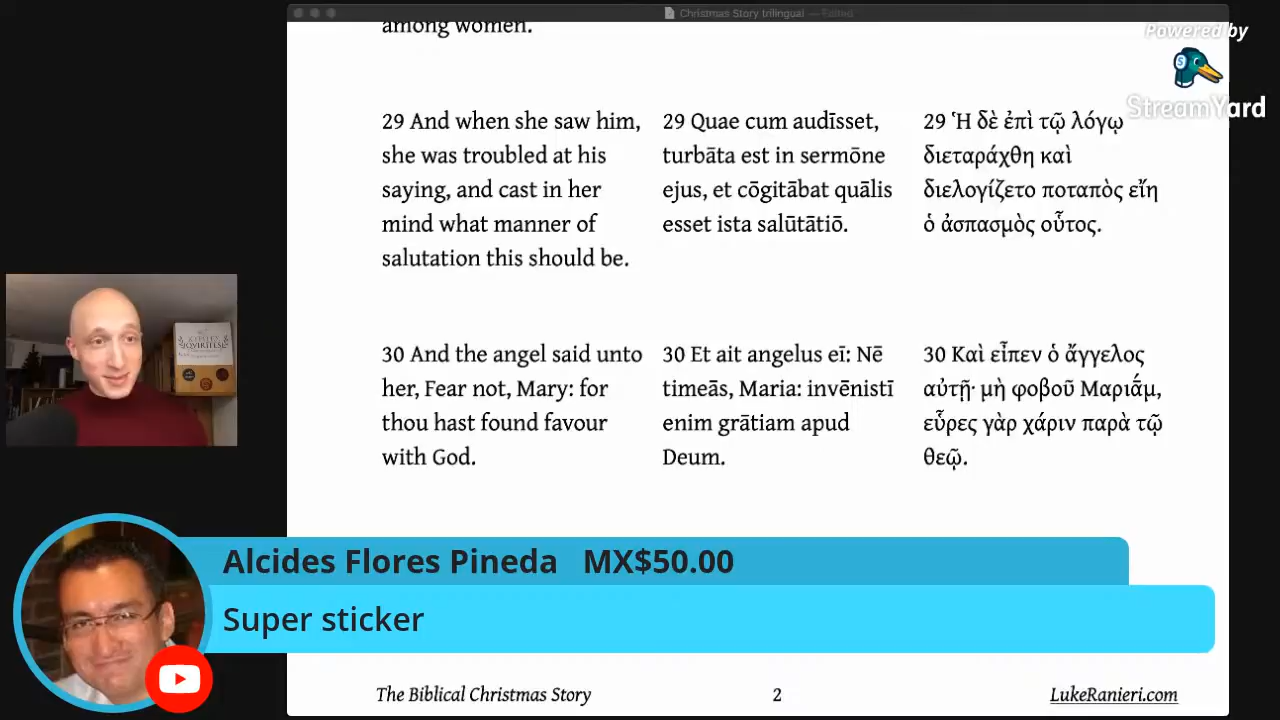 Christmas Story trilingual — Edited
Powered by
StreamYard
among women.
29 And when she saw him,
she was troubled at his
saying, and cast in her
mind what manner of
salutation this should be.
29 Quae cum audīsset,
turbāta est in sermōne
ejus, et cōgitābat quālis
esset ista salūtātiō.
29 Ἡ δὲ ἐπὶ τῷ λόγῳ
διεταράχθη καὶ
διελογίζετο ποταπὸς εἴη
ὁ ἀσπασμὸς οὗτος.
30 And the angel said unto
her, Fear not, Mary: for
thou hast found favour
with God.
30 Et ait angelus eī: Nē
timeās, Maria: invēnistī
enim grātiam apud
Deum.
30 Καὶ εἶπεν ὁ ἄγγελος
αὐτῇ· μὴ φοβοῦ Μαριᾱ́μ,
εὗρες γὰρ χάριν παρὰ τῷ
θεῷ.
Alcides Flores Pineda MX$50.00
Super sticker
The Biblical Christmas Story
2
LukeRanieri.com